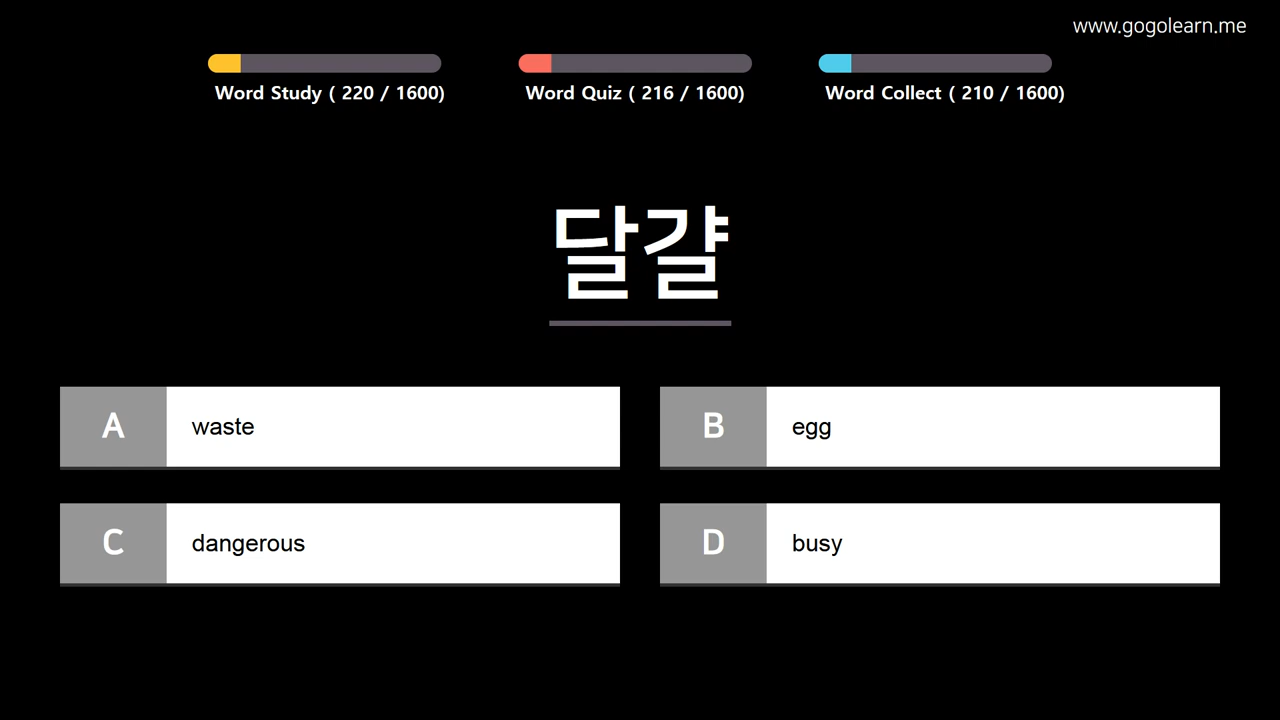 www.gogolearn.me
Word Study ( 220 / 1600)
Word Quiz ( 216 / 1600)
Word Collect ( 210 / 1600)
달걀
A waste
B egg
C dangerous
D busy